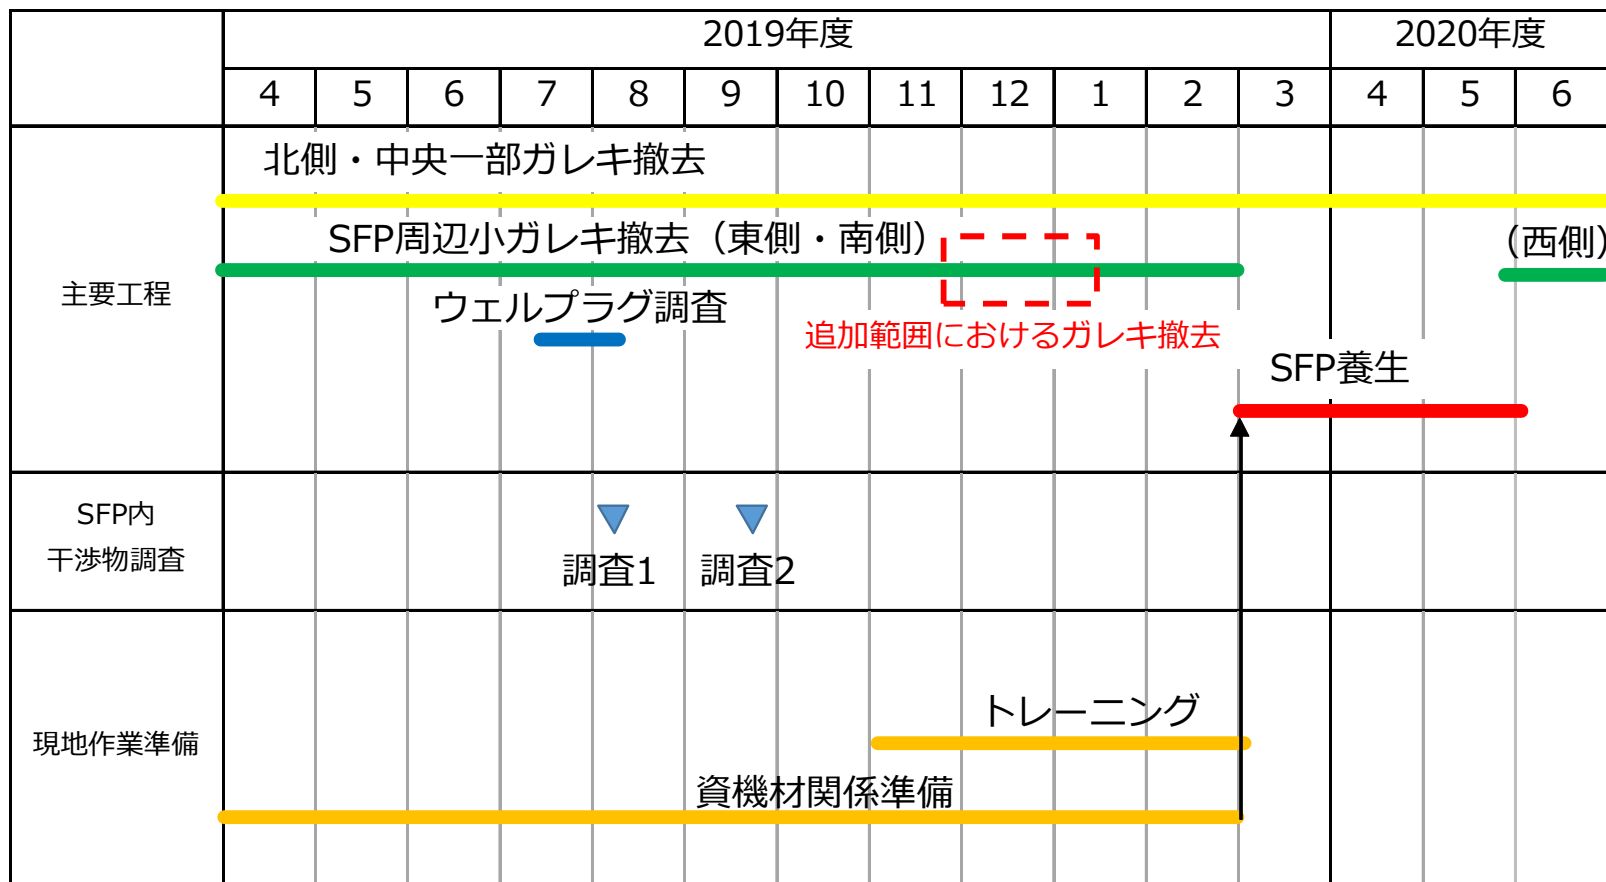 2019年度 2020年度
4 5 6 7 8 9 10 11 12 1 2 3 4 5 6
北側・中央一部ガレキ撤去
主要工程
SFP周辺小ガレキ撤去（東側・南側）
（西側）
ウェルプラグ調査
追加範囲におけるガレキ撤去
SFP養生
SFP内
干渉物調査
調査1 調査2
現地作業準備
トレーニング
資機材関係準備